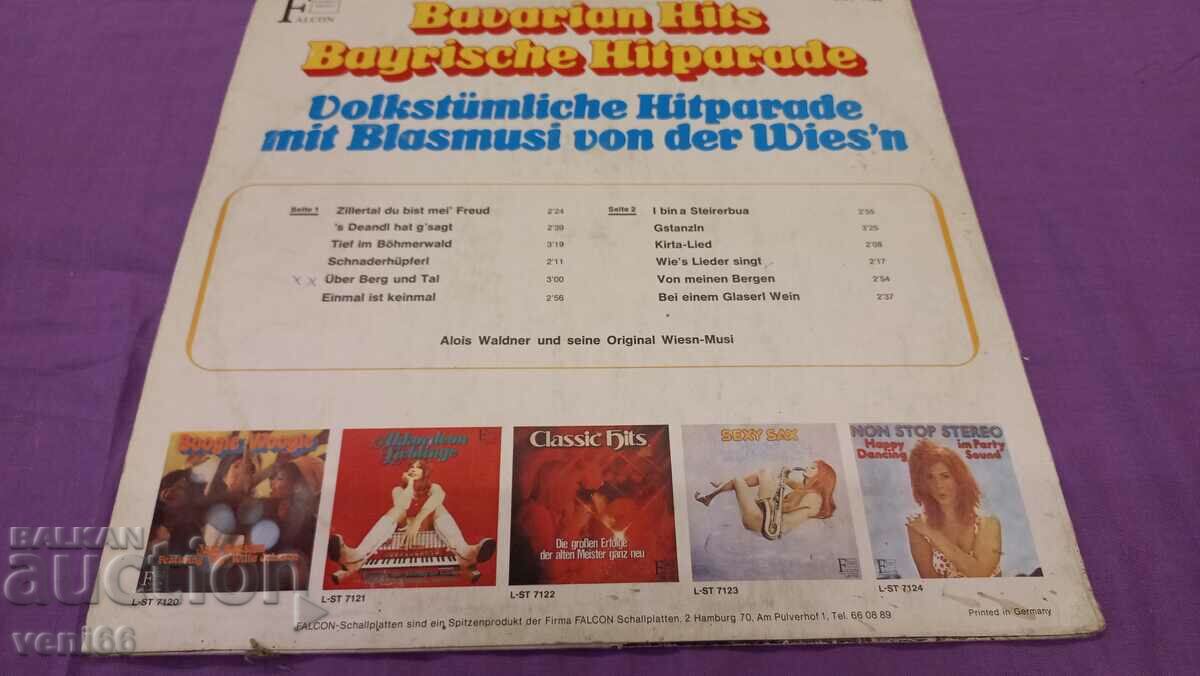 FALCON
Bavarian Hits
Bayrische Hitparade
Volkstümliche Hitparade
mit Blasmusi von der Wies'n
Seite 1
Zillertal du bist mei' Freud 2'24
's Deandl hat g'sagt 2'39
Tief im Böhmerwald 3'19
Schnaderhüpferl 2'11
xx Über Berg und Tal 3'00
Einmal ist keinmal 2'56
Seite 2
I bin a Steirerbua 2'55
Gstanzln 3'25
Kirta-Lied 2'08
Wie's Lieder singt 2'17
Von meinen Bergen 2'54
Bei einem Glaserl Wein 2'37
Alois Waldner und seine Original Wiesn-Musi
Boogie Woogie
Featuring
L-ST 7120
Akkordeon
Lieblinge
L-ST 7121
Classic Hits
Die großen Erfolge
der alten Meister ganz neu
L-ST 7122
SEXY SAX
L-ST 7123
NON STOP STEREO
Happy
Dancing
im Party
Sound
L-ST 7124
FALCON-Schallplatten sind ein Spitzenprodukt der Firma FALCON Schallplatten, 2 Hamburg 70, Am Pulverhof 1, Tel. 66 08 89
Printed in Germany
БАЛКАН
аукцион
veni66